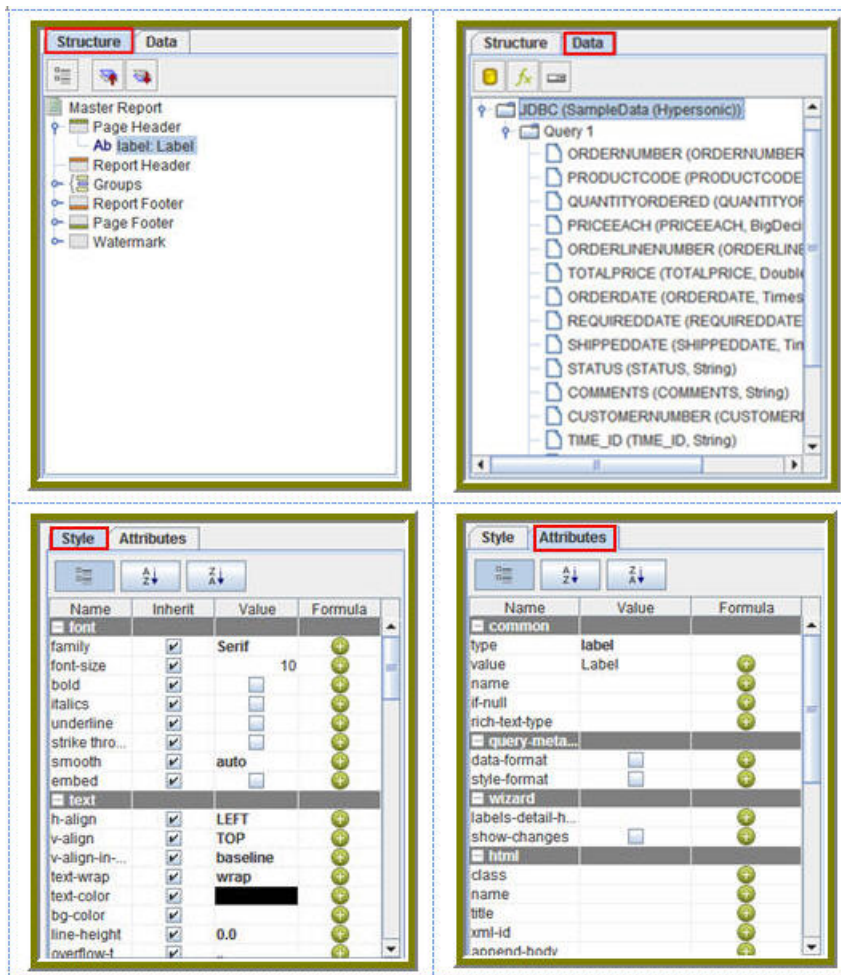 Structure Data
Master Report
Page Header
Ab label: Label
Report Header
Groups
Report Footer
Page Footer
Watermark
Structure Data
fx
JDBC (SampleData (Hypersonic))
Query 1
ORDERNUMBER (ORDERNUMBER
PRODUCTCODE (PRODUCTCODE
QUANTITYORDERED (QUANTITYOR
PRICEEACH (PRICEEACH, BigDeci
ORDERLINENUMBER (ORDERLINE
TOTALPRICE (TOTALPRICE, Double
ORDERDATE (ORDERDATE, Times
REQUIREDDATE (REQUIREDDATE
SHIPPEDDATE (SHIPPEDDATE, Tim
STATUS (STATUS, String)
COMMENTS (COMMENTS, String)
CUSTOMERNUMBER (CUSTOMER
TIME_ID (TIME_ID, String)
Style Attributes
A Z Z A
Name Inherit Value Formula
font
family Serif
font-size 10
bold
italics
underline
strike thro...
smooth auto
embed
text
h-align LEFT
v-align TOP
v-align-in-... baseline
text-wrap wrap
text-color
bg-color
line-height 0.0
overflow-t
Style Attributes
A Z Z A
Name Value Formula
common
type label
value Label
name
if-null
rich-text-type
query-meta...
data-format
style-format
wizard
labels-detail-h...
show-changes
html
class
name
title
xml-id
append-body